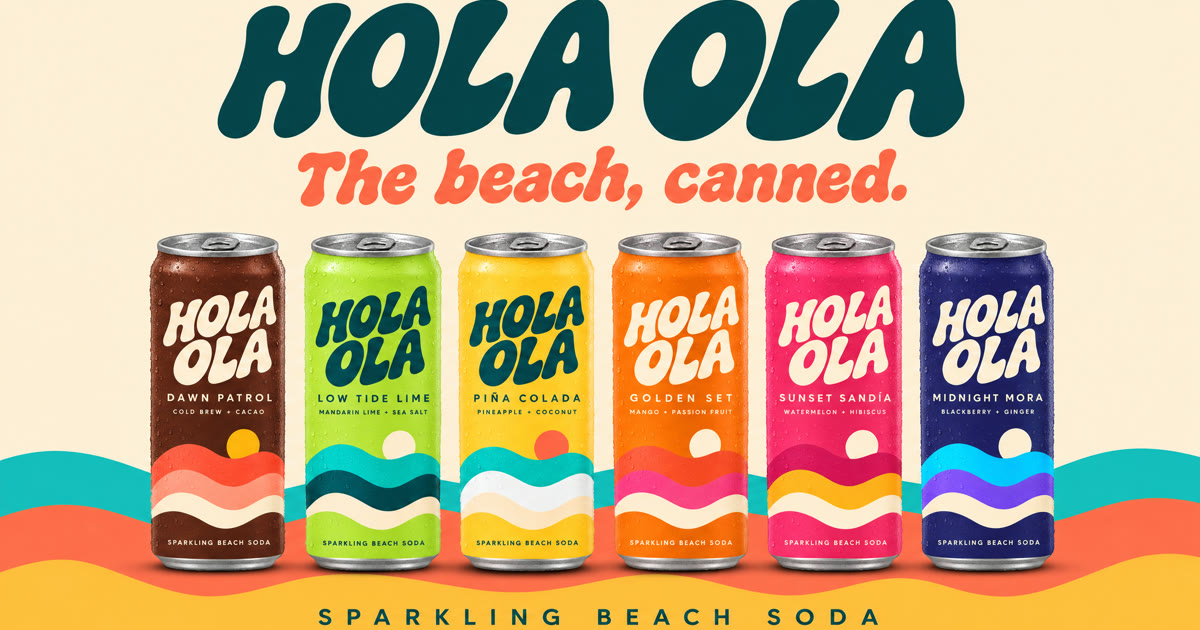 HOLA OLA
The beach, canned.
HOLA
OLA
DAWN PATROL
COLD BREW + CACAO
SPARKLING BEACH SODA
HOLA
OLA
LOW TIDE LIME
MANDARIN LIME + SEA SALT
SPARKLING BEACH SODA
HOLA
OLA
PIÑA COLADA
PINEAPPLE + COCONUT
SPARKLING BEACH SODA
HOLA
OLA
GOLDEN SET
MANGO + PASSION FRUIT
SPARKLING BEACH SODA
HOLA
OLA
SUNSET SANDÍA
WATERMELON + HIBISCUS
SPARKLING BEACH SODA
HOLA
OLA
MIDNIGHT MORA
BLACKBERRY + GINGER
SPARKLING BEACH SODA
SPARKLING BEACH SODA